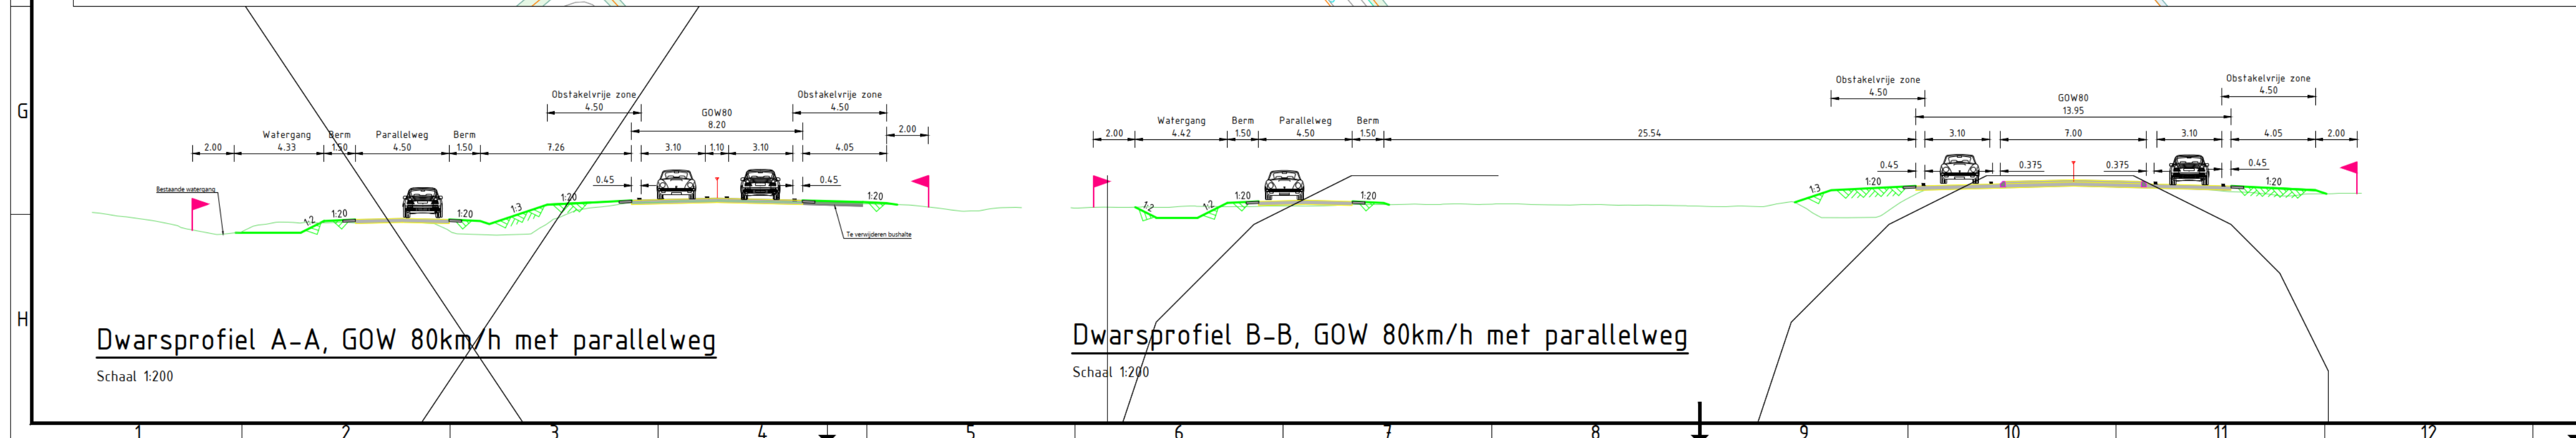 G
H
Obstakelvrije zone
4.50
Obstakelvrije zone
4.50
GOW80
8.20
2.00
Watergang
Berm
Parallelweg
Berm
2.00
4.33
1.50
4.50
1.50
7.26
3.10
1.10
3.10
4.05
0.45
0.45
Bestaande watergang
1:2
1:20
1:20
1:3
1:20
1:20
Te verwijderen bushalte
Dwarsprofiel A-A, GOW 80km/h met parallelweg
Schaal 1:200
Obstakelvrije zone
4.50
Obstakelvrije zone
4.50
GOW80
13.95
Watergang
Berm
Parallelweg
Berm
2.00
4.42
1.50
4.50
1.50
25.54
3.10
7.00
3.10
4.05
2.00
0.45
0.375
0.375
0.45
1:2
1:2
1:20
1:20
1:3
1:20
1:20
Dwarsprofiel B-B, GOW 80km/h met parallelweg
Schaal 1:200
1
2
3
4
5
6
7
8
9
10
11
12